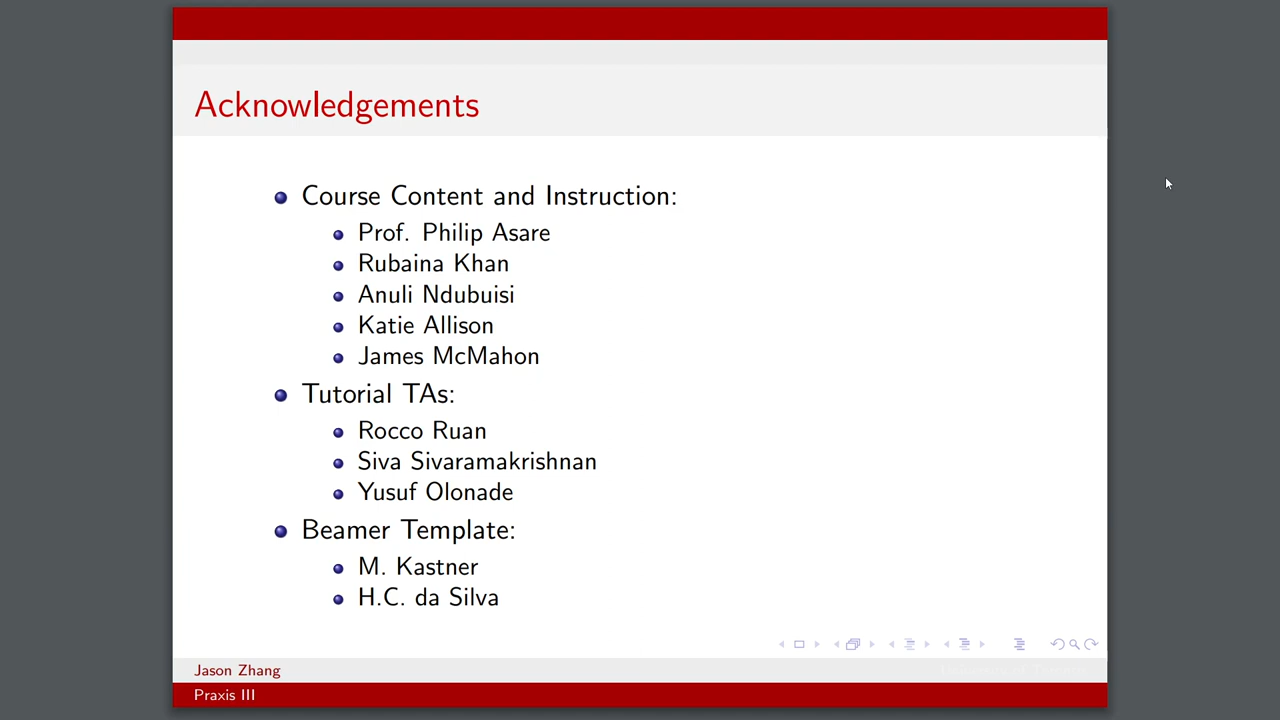 Acknowledgements
Course Content and Instruction:
Prof. Philip Asare
Rubaina Khan
Anuli Ndubuisi
Katie Allison
James McMahon
Tutorial TAs:
Rocco Ruan
Siva Sivaramakrishnan
Yusuf Olonade
Beamer Template:
M. Kastner
H.C. da Silva
Jason Zhang
Praxis III